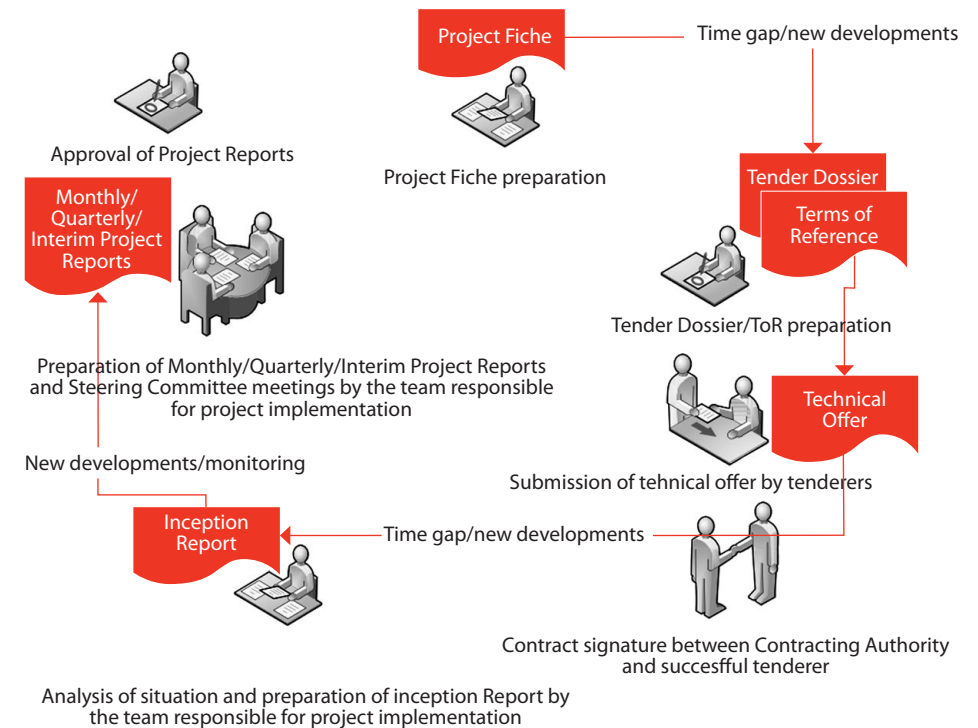 Project Fiche
Time gap/new developments
Project Fiche preparation
Tender Dossier
Terms of
Reference
Tender Dossier/ToR preparation
Technical
Offer
Submission of tehnical offer by tenderers
Contract signature between Contracting Authority
and succesffful tenderer
Time gap/new developments
Inception
Report
Analysis of situation and preparation of inception Report by
the team responsible for project implementation
New developments/monitoring
Monthly/
Quarterly/
Interim Project
Reports
Preparation of Monthly/Quarterly/Interim Project Reports
and Steering Committee meetings by the team responsible
for project implementation
Approval of Project Reports